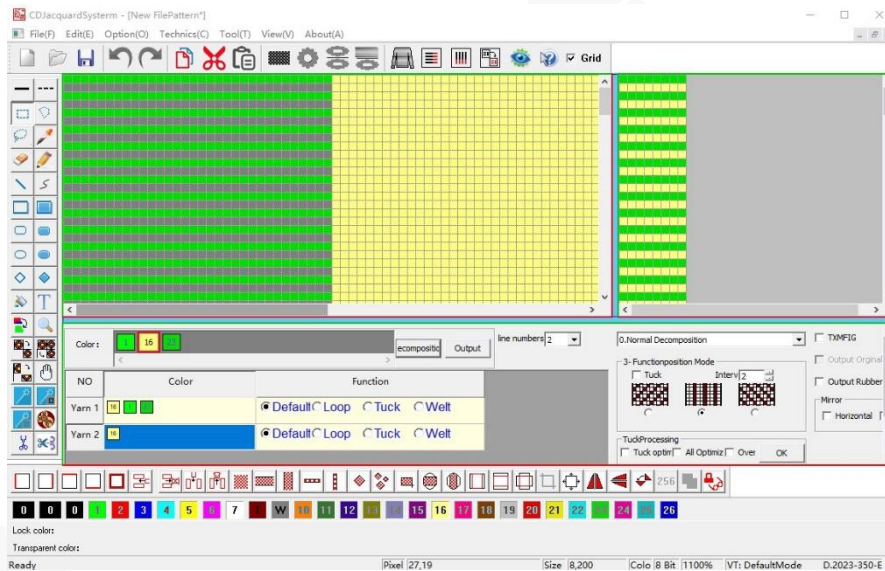 CDJacquardSysterm - [New FilePattern*]
File(F) Edit(E) Option(O) Technics(C) Tool(T) View(V) About(A)
Grid
T
Color: 1 16 23 ecompositic Output line numbers 2
0.Normal Decomposition
TXMFIG
Output Orginal
Output Rubber
Mirror
Horizontal
3- Functionposition Mode
Tuck Interv 2
NO Color Function
Yarn 1 16 1 Default Loop Tuck Welt
Yarn 2 16 Default Loop Tuck Welt
TuckProcessing
Tuck optim All Optimiz Over OK
256
0 0 0 1 2 3 4 5 6 7 W 10 11 12 13 14 15 16 17 18 19 20 21 22 24 26
Lock color:
Transparent color:
Ready Pixel 27,19 Size 8,200 Colo 8 Bit 1100% VT: DefaultMode D.2023-350-E